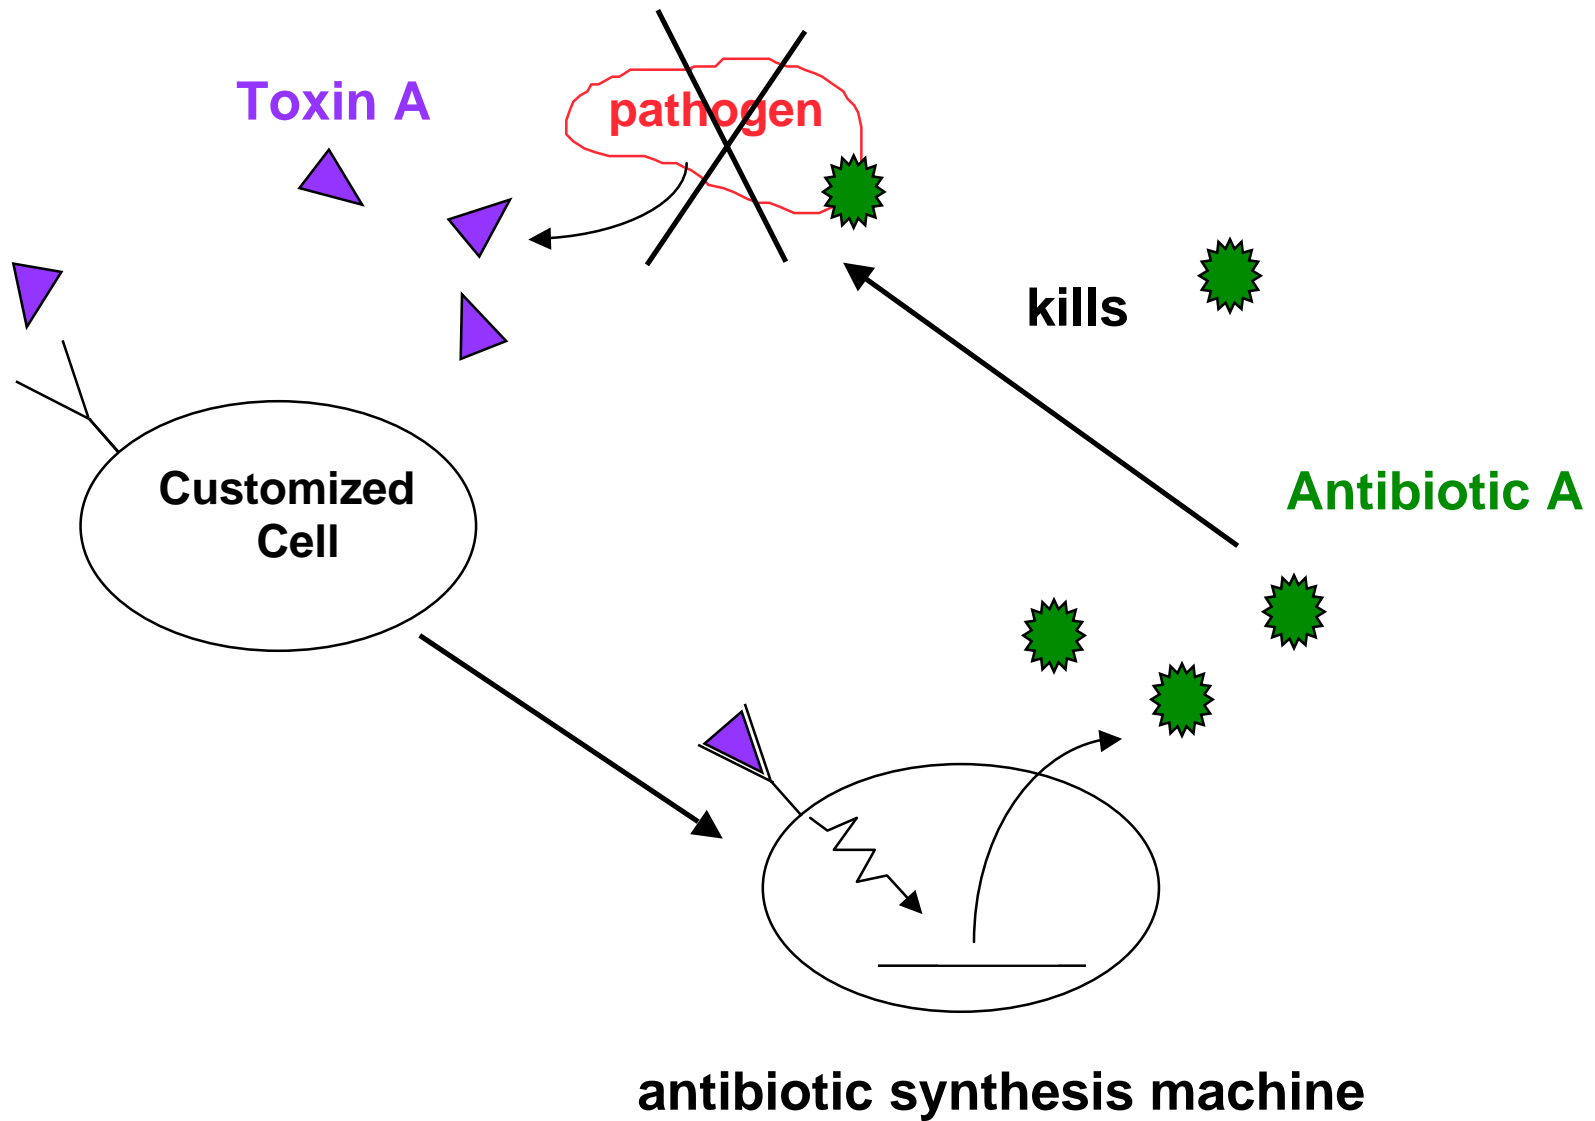 Toxin A
pathogen
kills
Customized
Cell
Antibiotic A
antibiotic synthesis machine